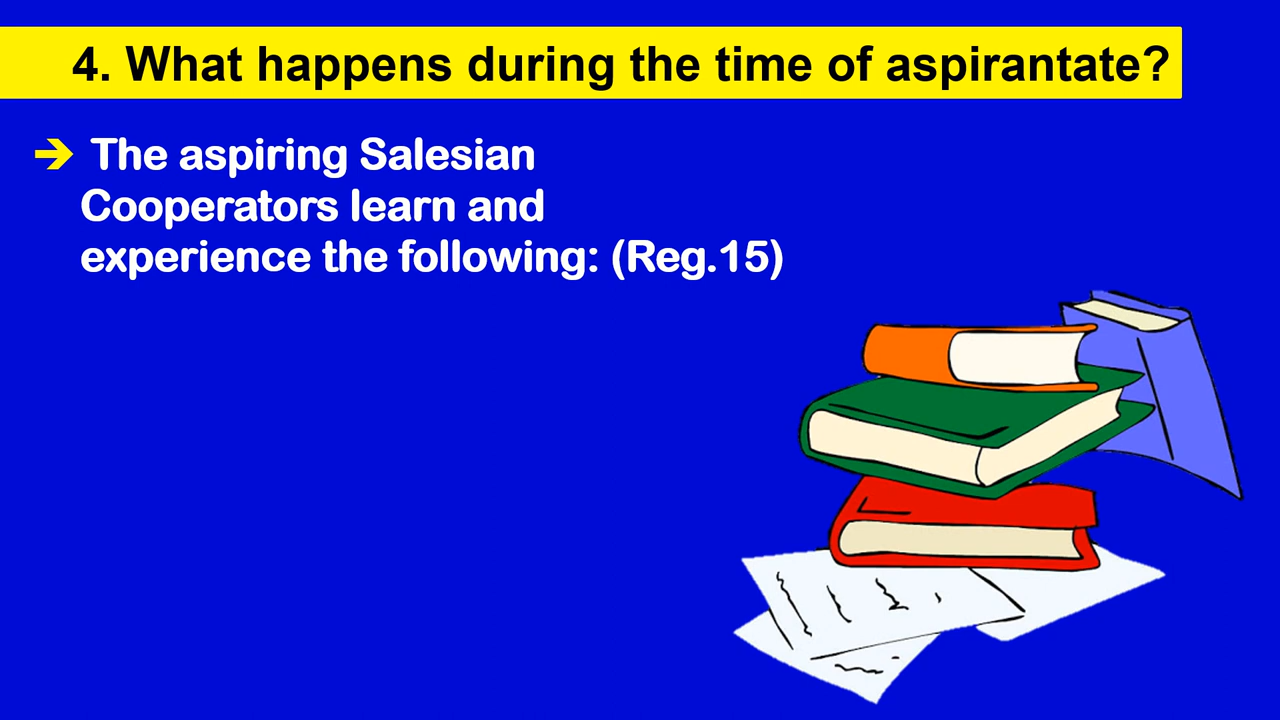 4. What happens during the time of aspirantate?
➔ The aspiring Salesian
Cooperators learn and
experience the following: (Reg.15)